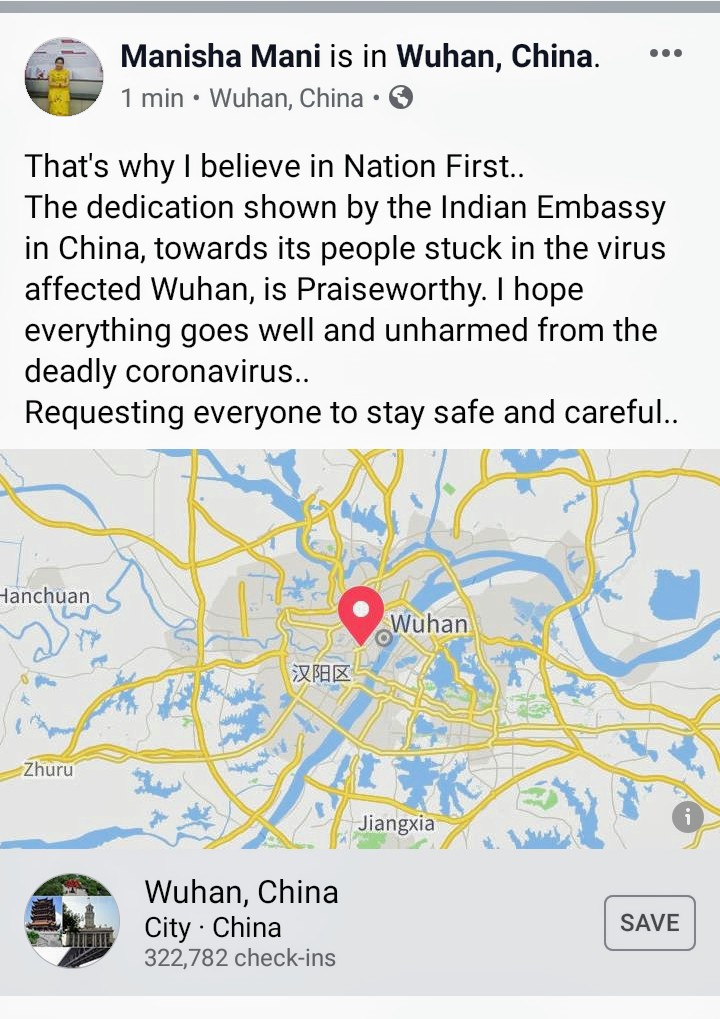 Manisha Mani is in Wuhan, China.
1 min • Wuhan, China •
That's why I believe in Nation First..
The dedication shown by the Indian Embassy
in China, towards its people stuck in the virus
affected Wuhan, is Praiseworthy. I hope
everything goes well and unharmed from the
deadly coronavirus..
Requesting everyone to stay safe and careful..
Hanchuan
Wuhan
汉阳区
Zhuru
Jiangxia
Wuhan, China
City · China
322,782 check-ins
SAVE